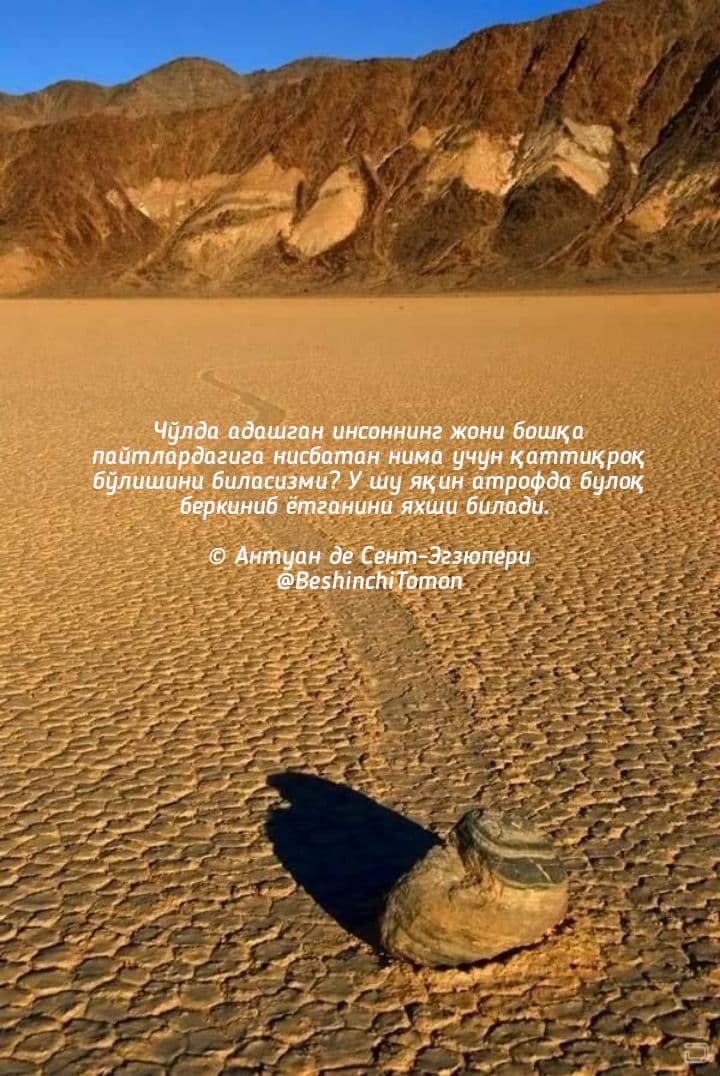 Чўлда адашган инсоннинг жони бошқа
пайтлардагига нисбатан нима учун қаттиқроқ
бўлишини биласизми? У шу яқин атрофда булоқ
беркиниб ётганини яхши билади.
© Антуан де Сент-Эгзюпери
@BeshinchiTomon